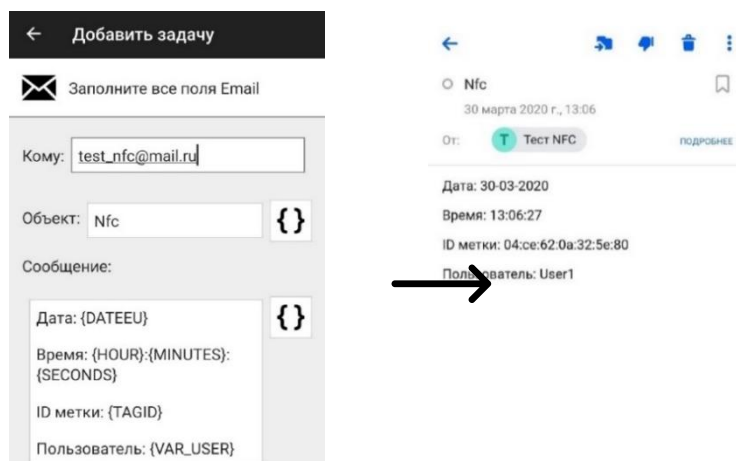 Добавить задачу
Заполните все поля Email
Кому: test_nfc@mail.ru
Объект: Nfc {}
Сообщение:
{}
Дата: {DATEEU}
Время: {HOUR}:{MINUTES}:
{SECONDS}
ID метки: {TAGID}
Пользователь: {VAR_USER}
Nfc
30 марта 2020 г., 13:06
От: Т Тест NFC ПОДРОБНЕЕ
Дата: 30-03-2020
Время: 13:06:27
ID метки: 04:ce:62:0a:32:5e:80
Пользователь: User1